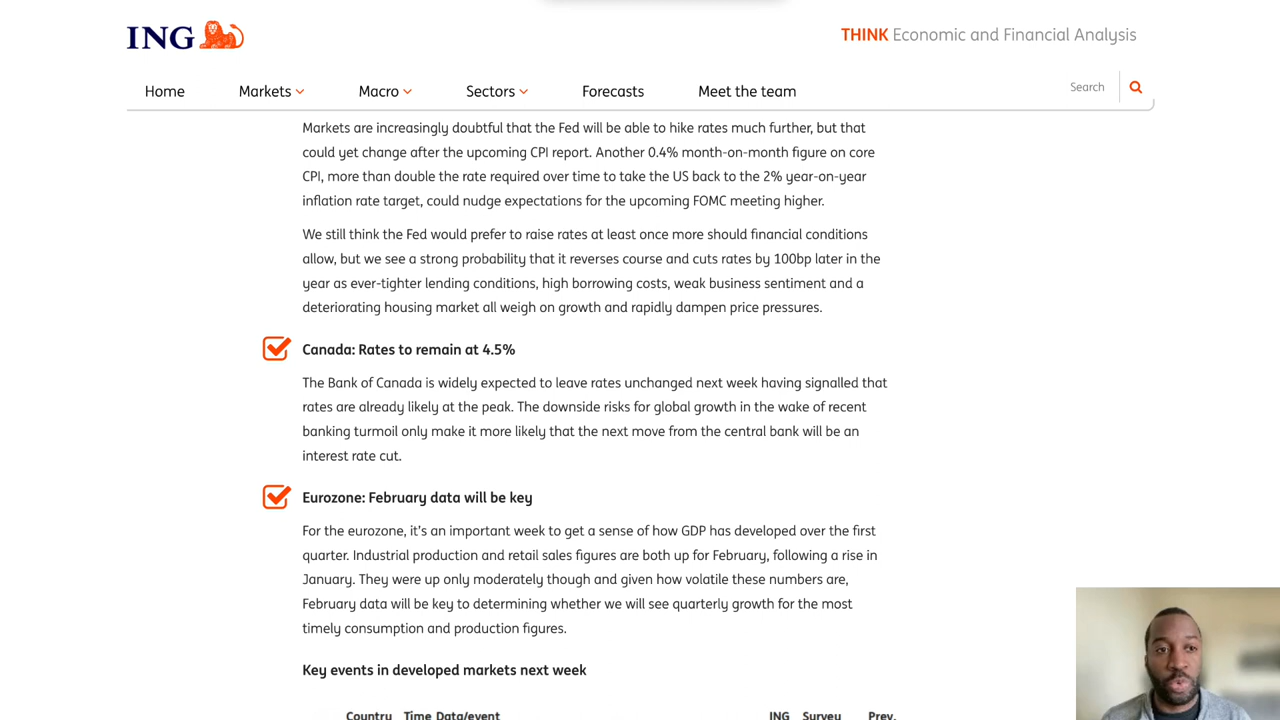 ING
THINK Economic and Financial Analysis
Home Markets Macro Sectors Forecasts Meet the team Search
Markets are increasingly doubtful that the Fed will be able to hike rates much further, but that
could yet change after the upcoming CPI report. Another 0.4% month-on-month figure on core
CPI, more than double the rate required over time to take the US back to the 2% year-on-year
inflation rate target, could nudge expectations for the upcoming FOMC meeting higher.
We still think the Fed would prefer to raise rates at least once more should financial conditions
allow, but we see a strong probability that it reverses course and cuts rates by 100bp later in the
year as ever-tighter lending conditions, high borrowing costs, weak business sentiment and a
deteriorating housing market all weigh on growth and rapidly dampen price pressures.
Canada: Rates to remain at 4.5%
The Bank of Canada is widely expected to leave rates unchanged next week having signalled that
rates are already likely at the peak. The downside risks for global growth in the wake of recent
banking turmoil only make it more likely that the next move from the central bank will be an
interest rate cut.
Eurozone: February data will be key
For the eurozone, it's an important week to get a sense of how GDP has developed over the first
quarter. Industrial production and retail sales figures are both up for February, following a rise in
January. They were up only moderately though and given how volatile these numbers are,
February data will be key to determining whether we will see quarterly growth for the most
timely consumption and production figures.
Key events in developed markets next week
Country Time Data/event ING Survey Prev.